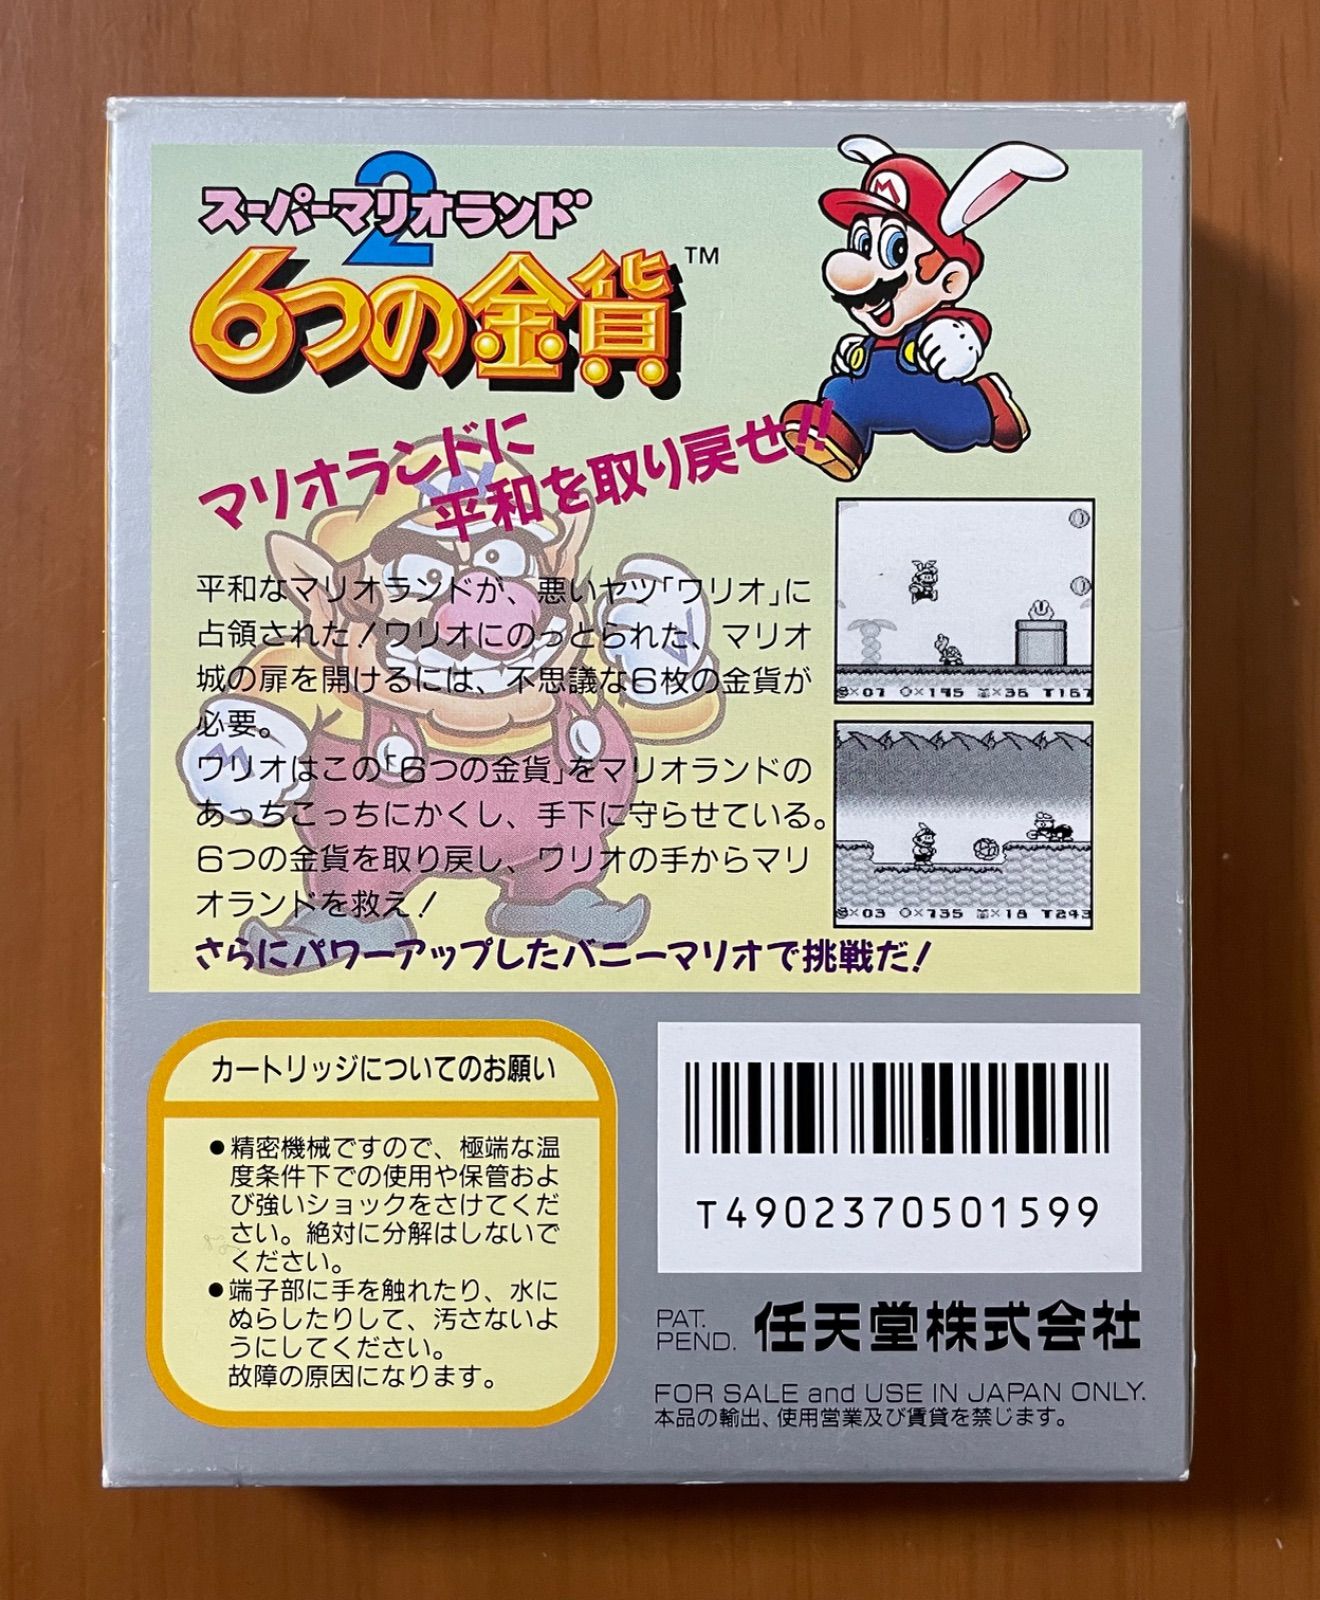 スーパーマリオランド2
6つの金貨™
マリオランドに
平和を取り戻せ!!
平和なマリオランドが、悪いヤツ「ワリオ」に
占領された!ワリオにのっとられた、マリオ
城の扉を開けるには、不思議な6枚の金貨が
必要。
ワリオはこの「6つの金貨」をマリオランドの
あっちこっちにかくし、手下に守らせている。
6つの金貨を取り戻し、ワリオの手からマリ
オランドを救え!
さらにパワーアップしたバニーマリオで挑戦だ!
×07 ×195 ×36 T167
×03 ×735 ×18 T243
カートリッジについてのお願い
●精密機械ですので、極端な温
度条件下での使用や保管およ
び強いショックをさけてくだ
さい。絶対に分解はしないで
ください。
●端子部に手を触れたり、水に
ぬらしたりして、汚さないよ
うにしてください。
故障の原因になります。
T4902370501599
PAT.
PEND.
任天堂株式会社
FOR SALE and USE IN JAPAN ONLY.
本品の輸出、使用営業及び賃貸を禁じます。